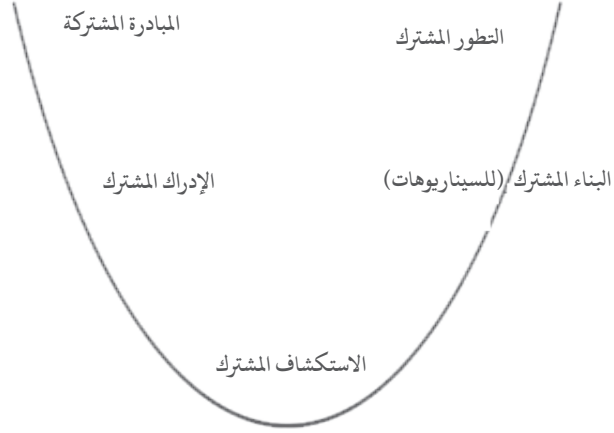 المبادرة المشتركة
التطور المشترك
الإدراك المشترك
البناء المشترك (للسيناريوهات)
الاستكشاف المشترك